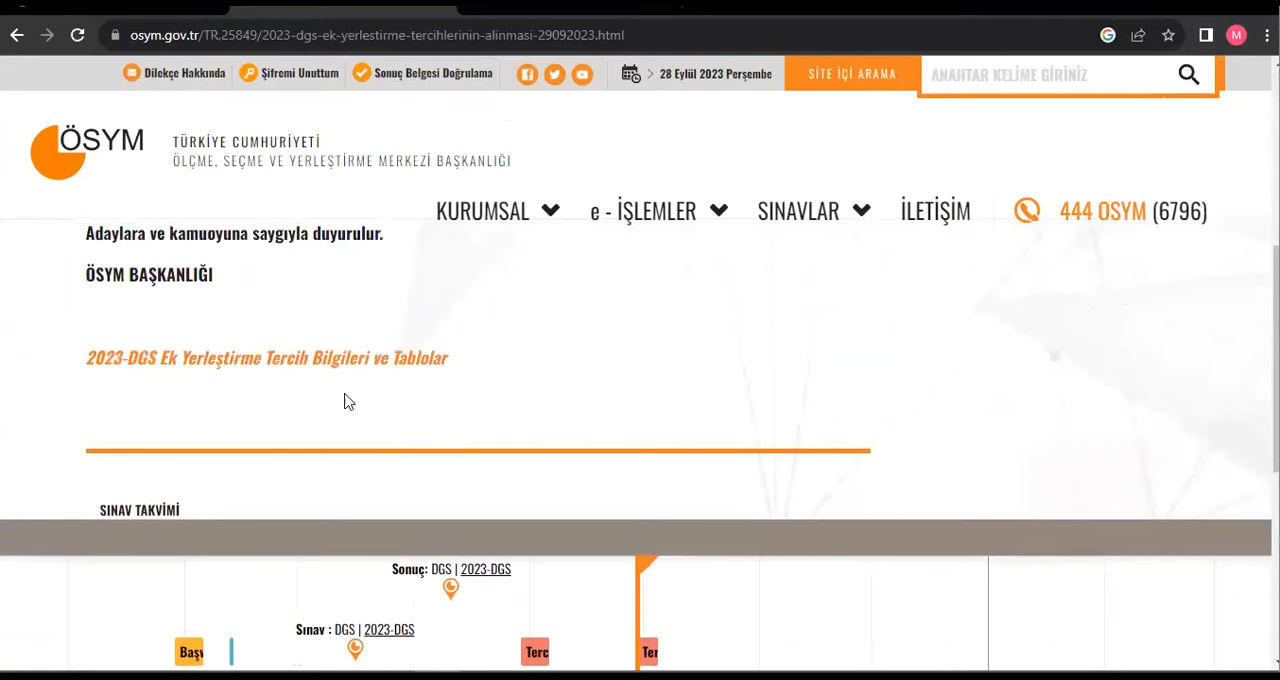 osym.gov.tr/TR,25849/2023-dgs-ek-yerlestirme-tercihlerinin-alinmasi-29092023.html
M
Dilekçe Hakkında
Şifremi Unuttum
Sonuç Belgesi Doğrulama
28 Eylül 2023 Perşembe
SİTE İÇİ ARAMA
ANAHTAR KELİME GİRİNİZ
ÖSYM
TÜRKİYE CUMHURİYETİ
ÖLÇME, SEÇME VE YERLEŞTİRME MERKEZİ BAŞKANLIĞI
KURUMSAL
e - İŞLEMLER
SINAVLAR
İLETİŞİM
444 OSYM (6796)
Adaylara ve kamuoyuna saygıyla duyurulur.
ÖSYM BAŞKANLIĞI
2023-DGS Ek Yerleştirme Tercih Bilgileri ve Tablolar
SINAV TAKVİMİ
Sonuç: DGS | 2023-DGS
Sınav : DGS | 2023-DGS
Başv
Terc
Ter